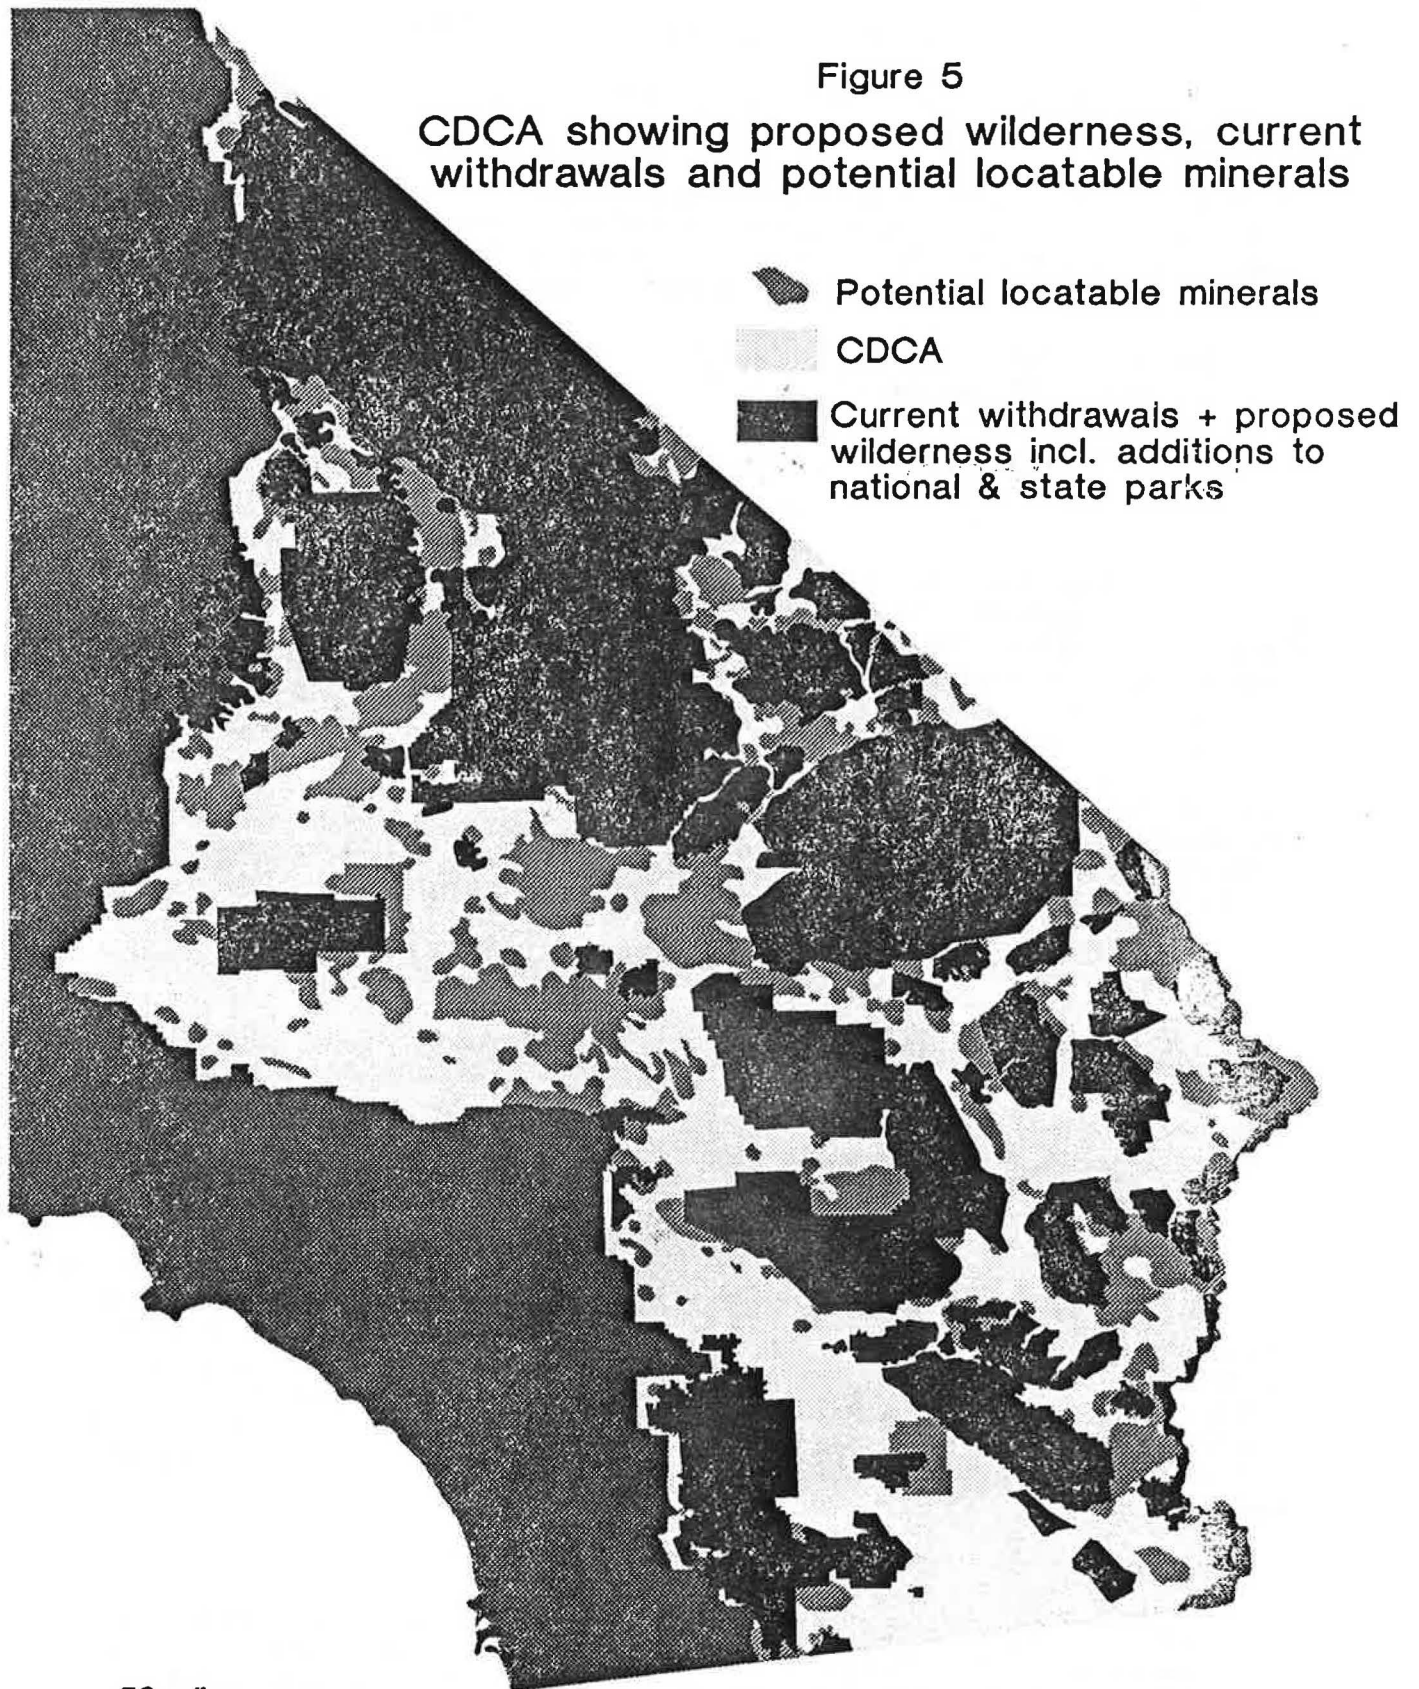 Figure 5
CDCA showing proposed wilderness, current
withdrawals and potential locatable minerals
Potential locatable minerals
CDCA
Current withdrawals + proposed
wilderness incl. additions to
national & state parks